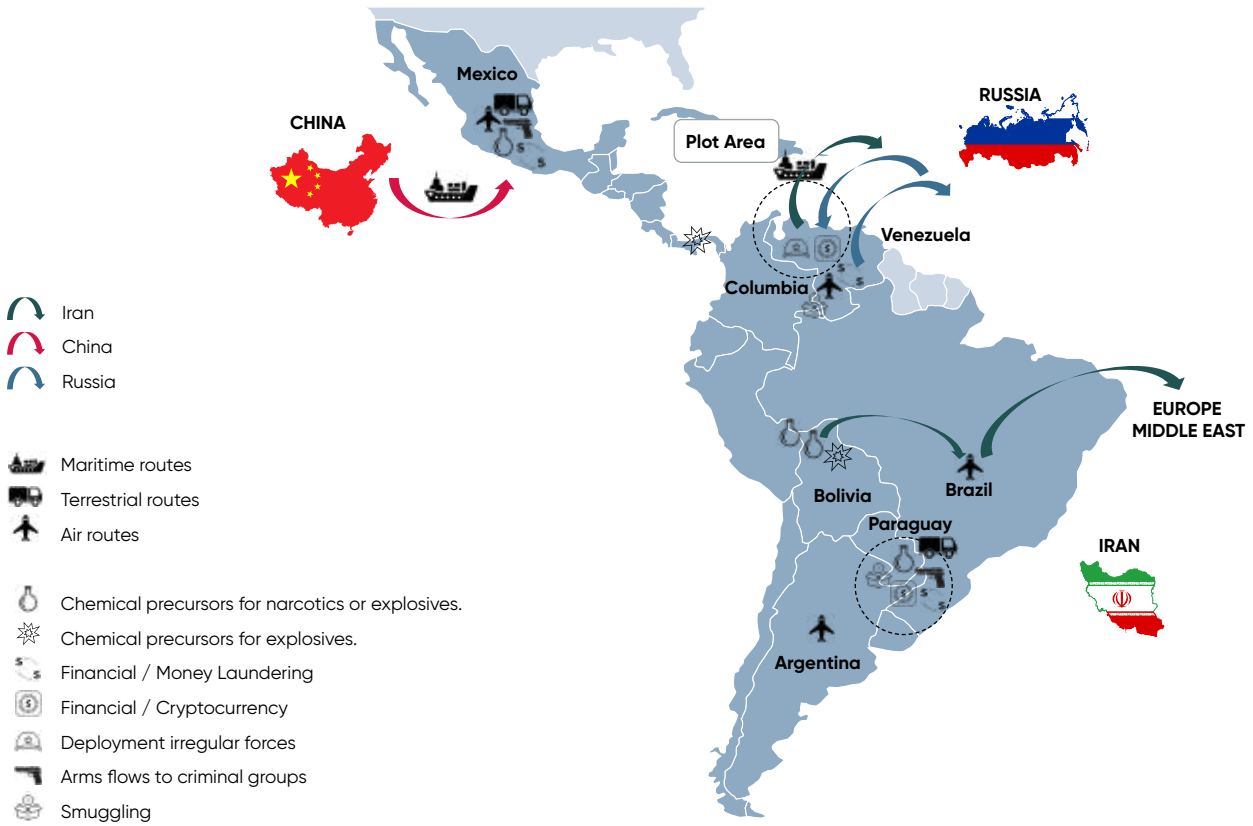 Mexico
CHINA
RUSSIA
Plot Area
Venezuela
Columbia
Iran
China
Russia
EUROPE
MIDDLE EAST
Maritime routes
Terrestrial routes
Air routes
Bolivia
Brazil
Paraguay
IRAN
Argentina
Chemical precursors for narcotics or explosives.
Chemical precursors for explosives.
Financial / Money Laundering
Financial / Cryptocurrency
Deployment irregular forces
Arms flows to criminal groups
Smuggling